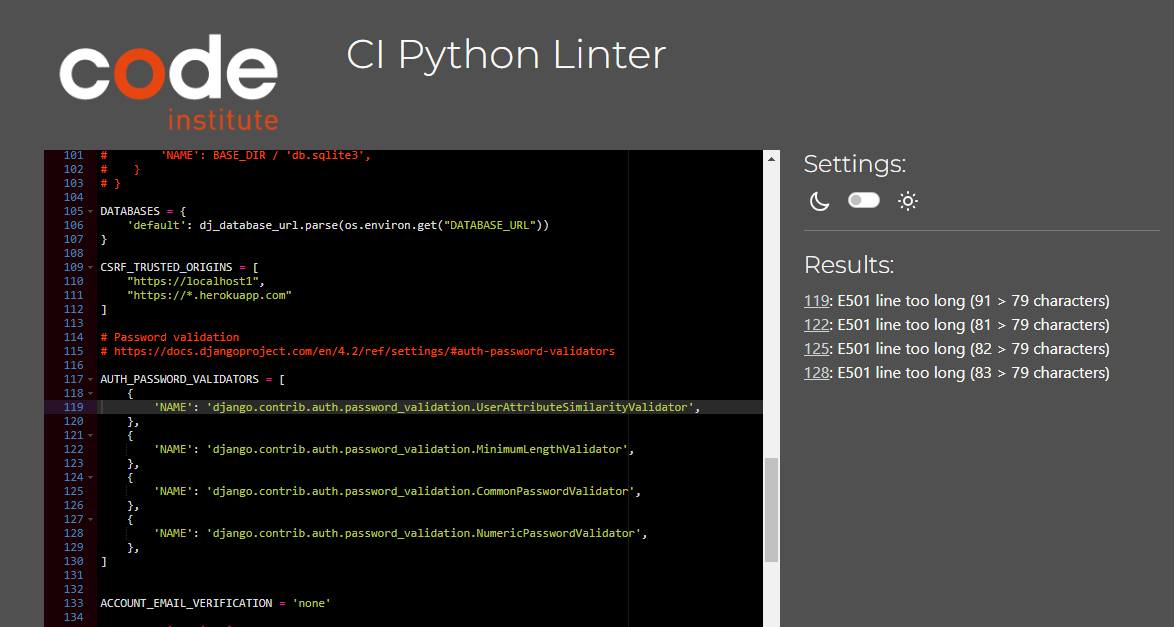 code
institute
CI Python Linter
101 #        'NAME': BASE_DIR / 'db.sqlite3',
102 #    }
103 # }
104
105 DATABASES = {
106     'default': dj_database_url.parse(os.environ.get("DATABASE_URL"))
107 }
108
109 CSRF_TRUSTED_ORIGINS = [
110     "https://localhost1",
111     "https://*.herokuapp.com"
112 ]
113
114 # Password validation
115 # https://docs.djangoproject.com/en/4.2/ref/settings/#auth-password-validators
116
117 AUTH_PASSWORD_VALIDATORS = [
118     {
119         'NAME': 'django.contrib.auth.password_validation.UserAttributeSimilarityValidator',
120     },
121     {
122         'NAME': 'django.contrib.auth.password_validation.MinimumLengthValidator',
123     },
124     {
125         'NAME': 'django.contrib.auth.password_validation.CommonPasswordValidator',
126     },
127     {
128         'NAME': 'django.contrib.auth.password_validation.NumericPasswordValidator',
129     },
130 ]
131
132
133 ACCOUNT_EMAIL_VERIFICATION = 'none'
134
Settings:
Results:
119: E501 line too long (91 > 79 characters)
122: E501 line too long (81 > 79 characters)
125: E501 line too long (82 > 79 characters)
128: E501 line too long (83 > 79 characters)